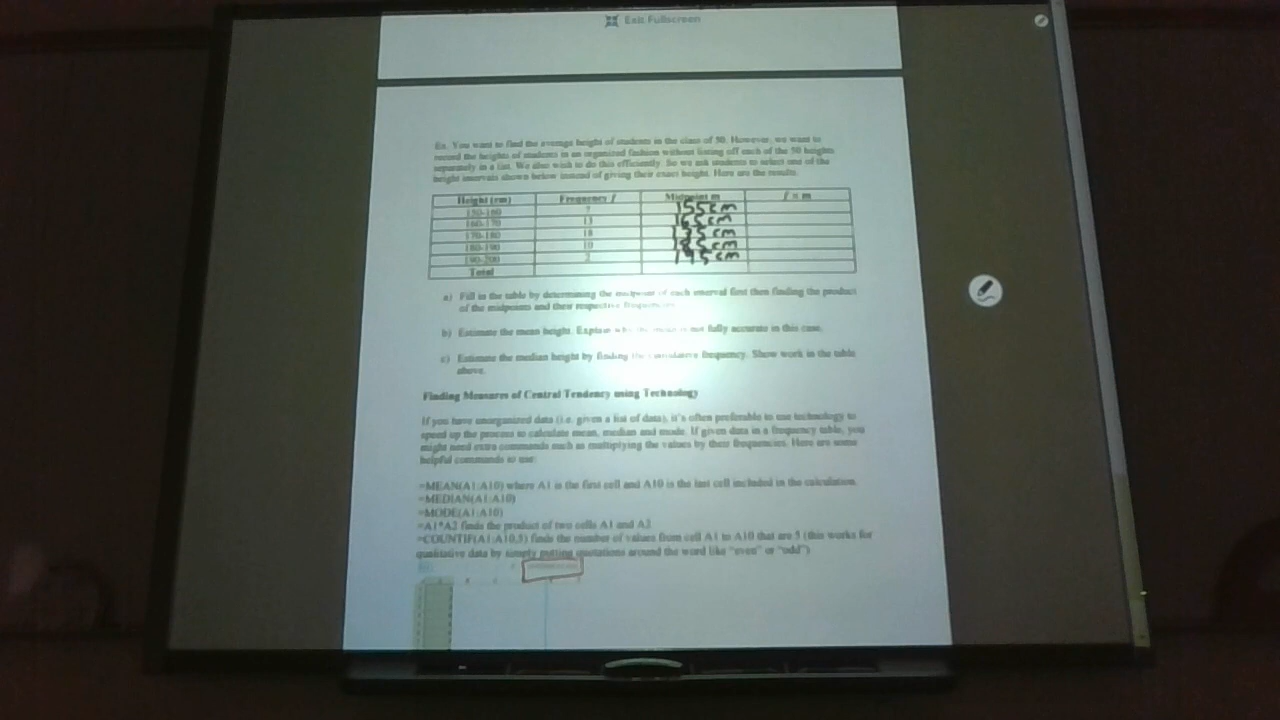 Exit Fullscreen
Ex. You want to find the average height of students in the class of 50. However, we want to
record the heights of students in an organized fashion without listing off each of the 50 heights
separately in a list. We also wish to do this efficiently. So we ask students to select one of the
height intervals shown below instead of giving their exact height. Here are the results.
Height (cm) Frequency f Midpoint m f × m
150-160 7 155cm
160-170 13 165cm
170-180 18 175cm
180-190 10 185cm
190-200 2 195cm
Total
a) Fill in the table by determining the midpoint of each interval first then finding the product
of the midpoints and their respective frequencies.
b) Estimate the mean height. Explain why the mean is not fully accurate in this case.
c) Estimate the median height by finding the cumulative frequency. Show work in the table
above.
Finding Measures of Central Tendency using Technology
If you have unorganized data (i.e. given a list of data), it's often preferable to use technology to
speed up the process to calculate mean, median and mode. If given data in a frequency table, you
might need extra commands such as multiplying the values by their frequencies. Here are some
helpful commands to use:
=MEAN(A1:A10) where A1 is the first cell and A10 is the last cell included in the calculation.
=MEDIAN(A1:A10)
=MODE(A1:A10)
=A1*A2 finds the product of two cells A1 and A2
=COUNTIF(A1:A10,5) finds the number of values from cell A1 to A10 that are 5 (this works for
qualitative data by simply putting quotations around the word like "even" or "odd")